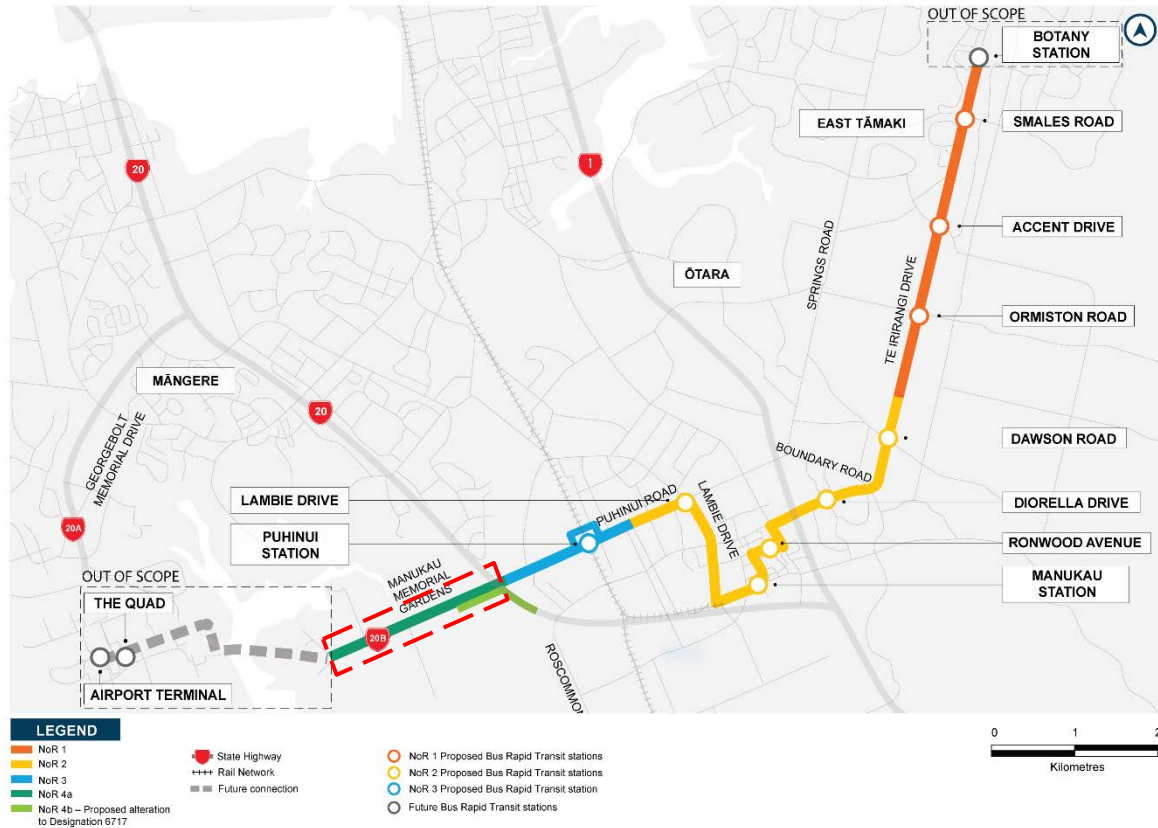 OUT OF SCOPE
BOTANY
STATION
EAST TĀMAKI
SMALES ROAD
20
1
ACCENT DRIVE
SPRINGS ROAD
ŌTARA
TE IRIRANGI DRIVE
ORMISTON ROAD
MĀNGERE
20
GEORGEBOLT
MEMORIAL DRIVE
DAWSON ROAD
BOUNDARY ROAD
LAMBIE DRIVE
PUHINUI ROAD
LAMBIE DRIVE
DIORELLA DRIVE
20A
PUHINUI
STATION
RONWOOD AVENUE
OUT OF SCOPE
MANUKAU
MEMORIAL
GARDENS
MANUKAU
STATION
THE QUAD
20B
ROSCOMMON
AIRPORT TERMINAL
LEGEND
NoR 1
NoR 2
NoR 3
NoR 4a
NoR 4b – Proposed alteration
to Designation 6717
State Highway
Rail Network
Future connection
NoR 1 Proposed Bus Rapid Transit stations
NoR 2 Proposed Bus Rapid Transit stations
NoR 3 Proposed Bus Rapid Transit station
Future Bus Rapid Transit stations
0 1 2
Kilometres